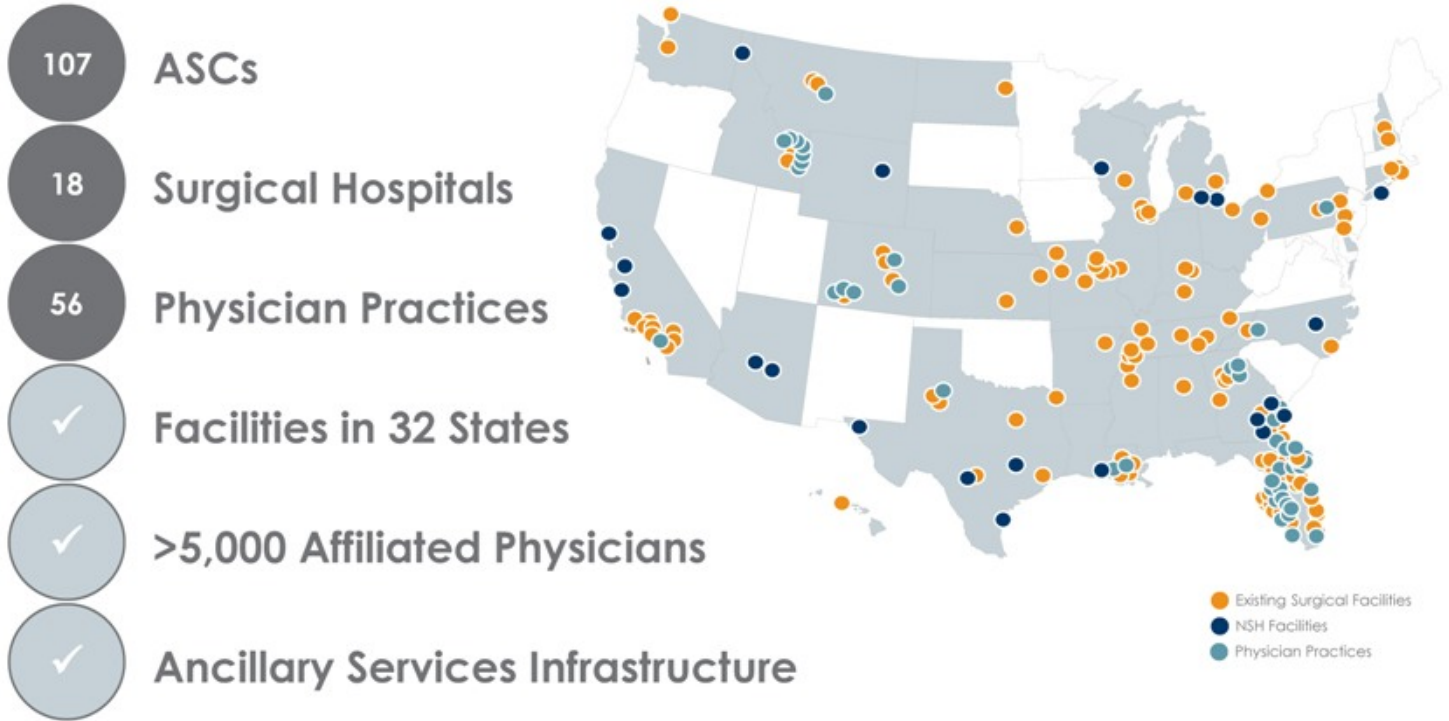 107
ASCs
18
Surgical Hospitals
56
Physician Practices
Facilities in 32 States
>5,000 Affiliated Physicians
Ancillary Services Infrastructure
Existing Surgical Facilities
NSH Facilities
Physician Practices